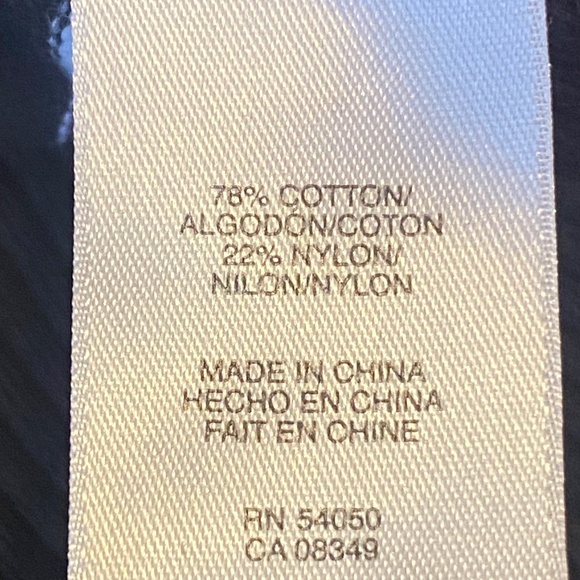 78% COTTON/
ALGODÓN/COTON
22% NYLON/
NILON/NYLON
MADE IN CHINA
HECHO EN CHINA
FAIT EN CHINE
RN 54050
CA 08349